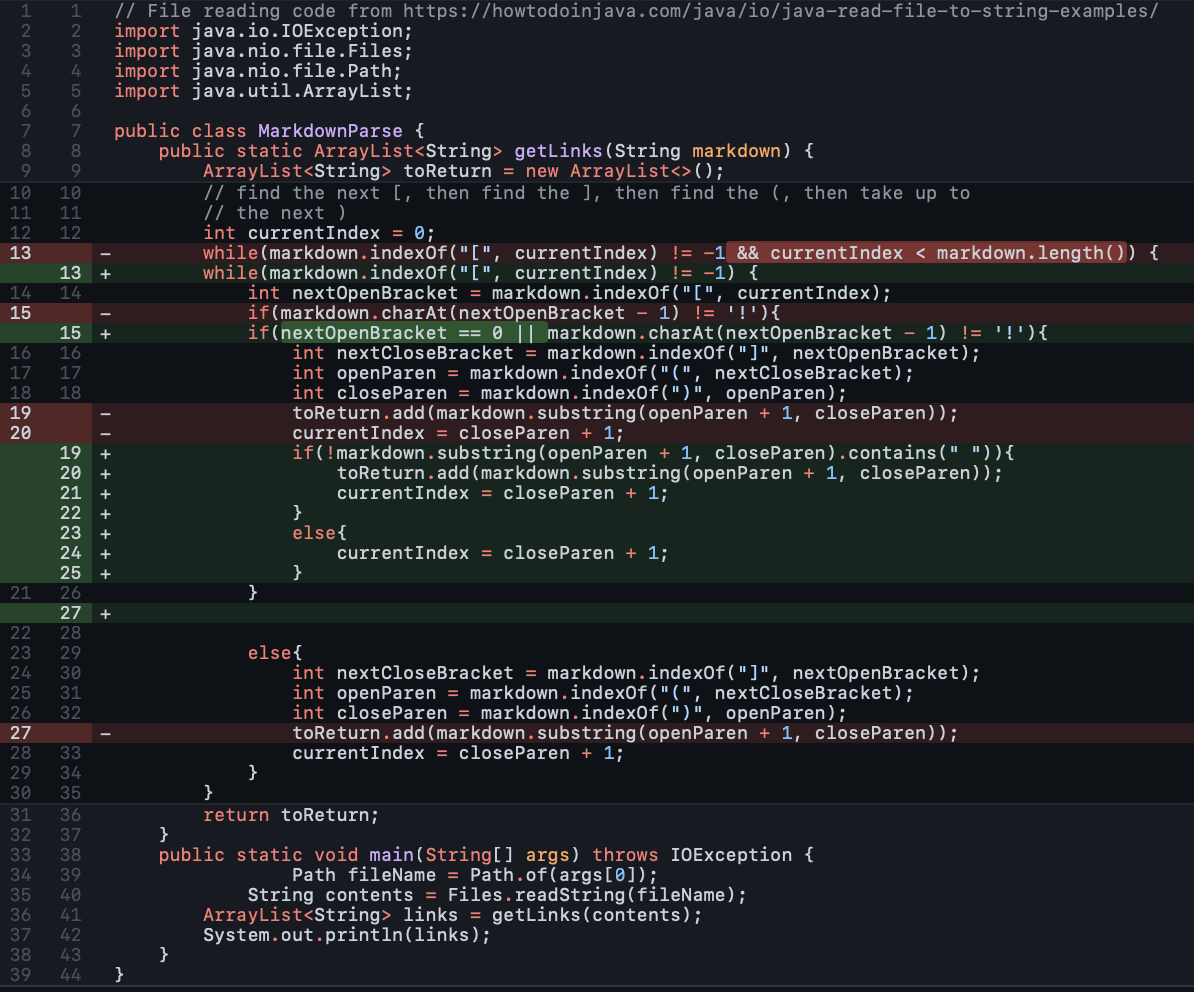 1 1 // File reading code from https://howtodoinjava.com/java/io/java-read-file-to-string-examples/
2 2 import java.io.IOException;
3 3 import java.nio.file.Files;
4 4 import java.nio.file.Path;
5 5 import java.util.ArrayList;
6 6
7 7 public class MarkdownParse {
8 8     public static ArrayList<String> getLinks(String markdown) {
9 9         ArrayList<String> toReturn = new ArrayList<>();
10 10         // find the next [, then find the ], then find the (, then take up to
11 11         // the next )
12 12         int currentIndex = 0;
13 −         while(markdown.indexOf("[", currentIndex) != −1 && currentIndex < markdown.length()) {
13 +         while(markdown.indexOf("[", currentIndex) != −1) {
14 14             int nextOpenBracket = markdown.indexOf("[", currentIndex);
15 −             if(markdown.charAt(nextOpenBracket − 1) != '!'){
15 +             if(nextOpenBracket == 0 || markdown.charAt(nextOpenBracket − 1) != '!'){
16 16                 int nextCloseBracket = markdown.indexOf("]", nextOpenBracket);
17 17                 int openParen = markdown.indexOf("(", nextCloseBracket);
18 18                 int closeParen = markdown.indexOf(")", openParen);
19 −                 toReturn.add(markdown.substring(openParen + 1, closeParen));
20 −                 currentIndex = closeParen + 1;
19 +                 if(!markdown.substring(openParen + 1, closeParen).contains(" ")){
20 +                     toReturn.add(markdown.substring(openParen + 1, closeParen));
21 +                     currentIndex = closeParen + 1;
22 +                 }
23 +                 else{
24 +                     currentIndex = closeParen + 1;
25 +                 }
21 26             }
27 +
22 28
23 29             else{
24 30                 int nextCloseBracket = markdown.indexOf("]", nextOpenBracket);
25 31                 int openParen = markdown.indexOf("(", nextCloseBracket);
26 32                 int closeParen = markdown.indexOf(")", openParen);
27 −                 toReturn.add(markdown.substring(openParen + 1, closeParen));
28 33                 currentIndex = closeParen + 1;
29 34             }
30 35         }
31 36         return toReturn;
32 37     }
33 38     public static void main(String[] args) throws IOException {
34 39                 Path fileName = Path.of(args[0]);
35 40             String contents = Files.readString(fileName);
36 41         ArrayList<String> links = getLinks(contents);
37 42         System.out.println(links);
38 43     }
39 44 }